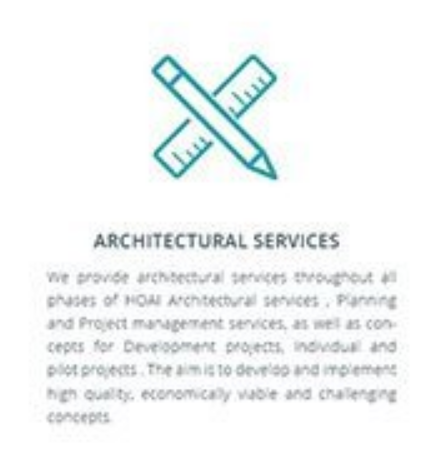 ARCHITECTURAL SERVICES
We provide architectural services throughout all
phases of HOAI Architectural services , Planning
and Project management services, as well as con-
cepts for Development projects, Individual and
pilot projects . The aim is to develop and implement
high quality, economically viable and challenging
concepts.